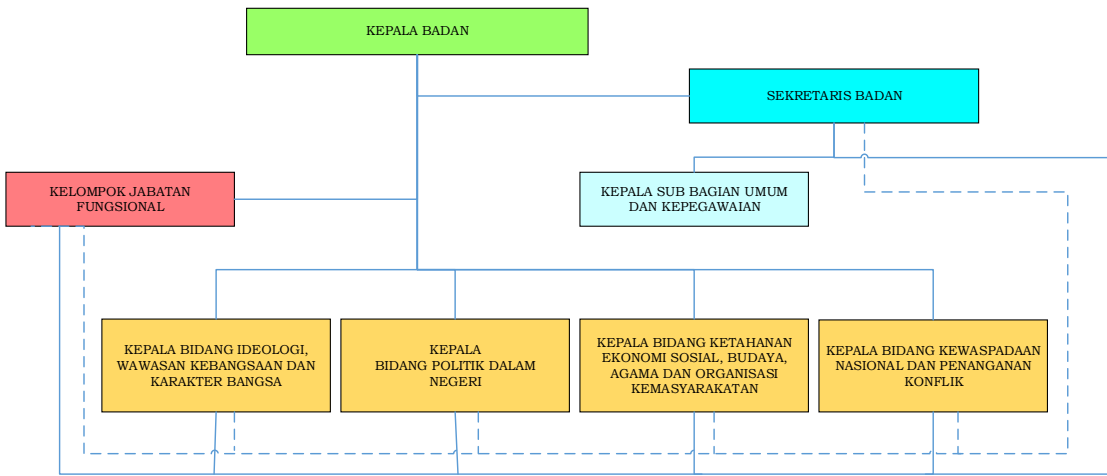 KEPALA BADAN
SEKRETARIS BADAN
KELOMPOK JABATAN
FUNGSIONAL
KEPALA SUB BAGIAN UMUM
DAN KEPEGAWAIAN
KEPALA BIDANG IDEOLOGI,
WAWASAN KEBANGSAAN DAN
KARAKTER BANGSA
KEPALA
BIDANG POLITIK DALAM
NEGERI
KEPALA BIDANG KETAHANAN
EKONOMI SOSIAL, BUDAYA,
AGAMA DAN ORGANISASI
KEMASYARAKATAN
KEPALA BIDANG KEWASPADAAN
NASIONAL DAN PENANGANAN
KONFLIK